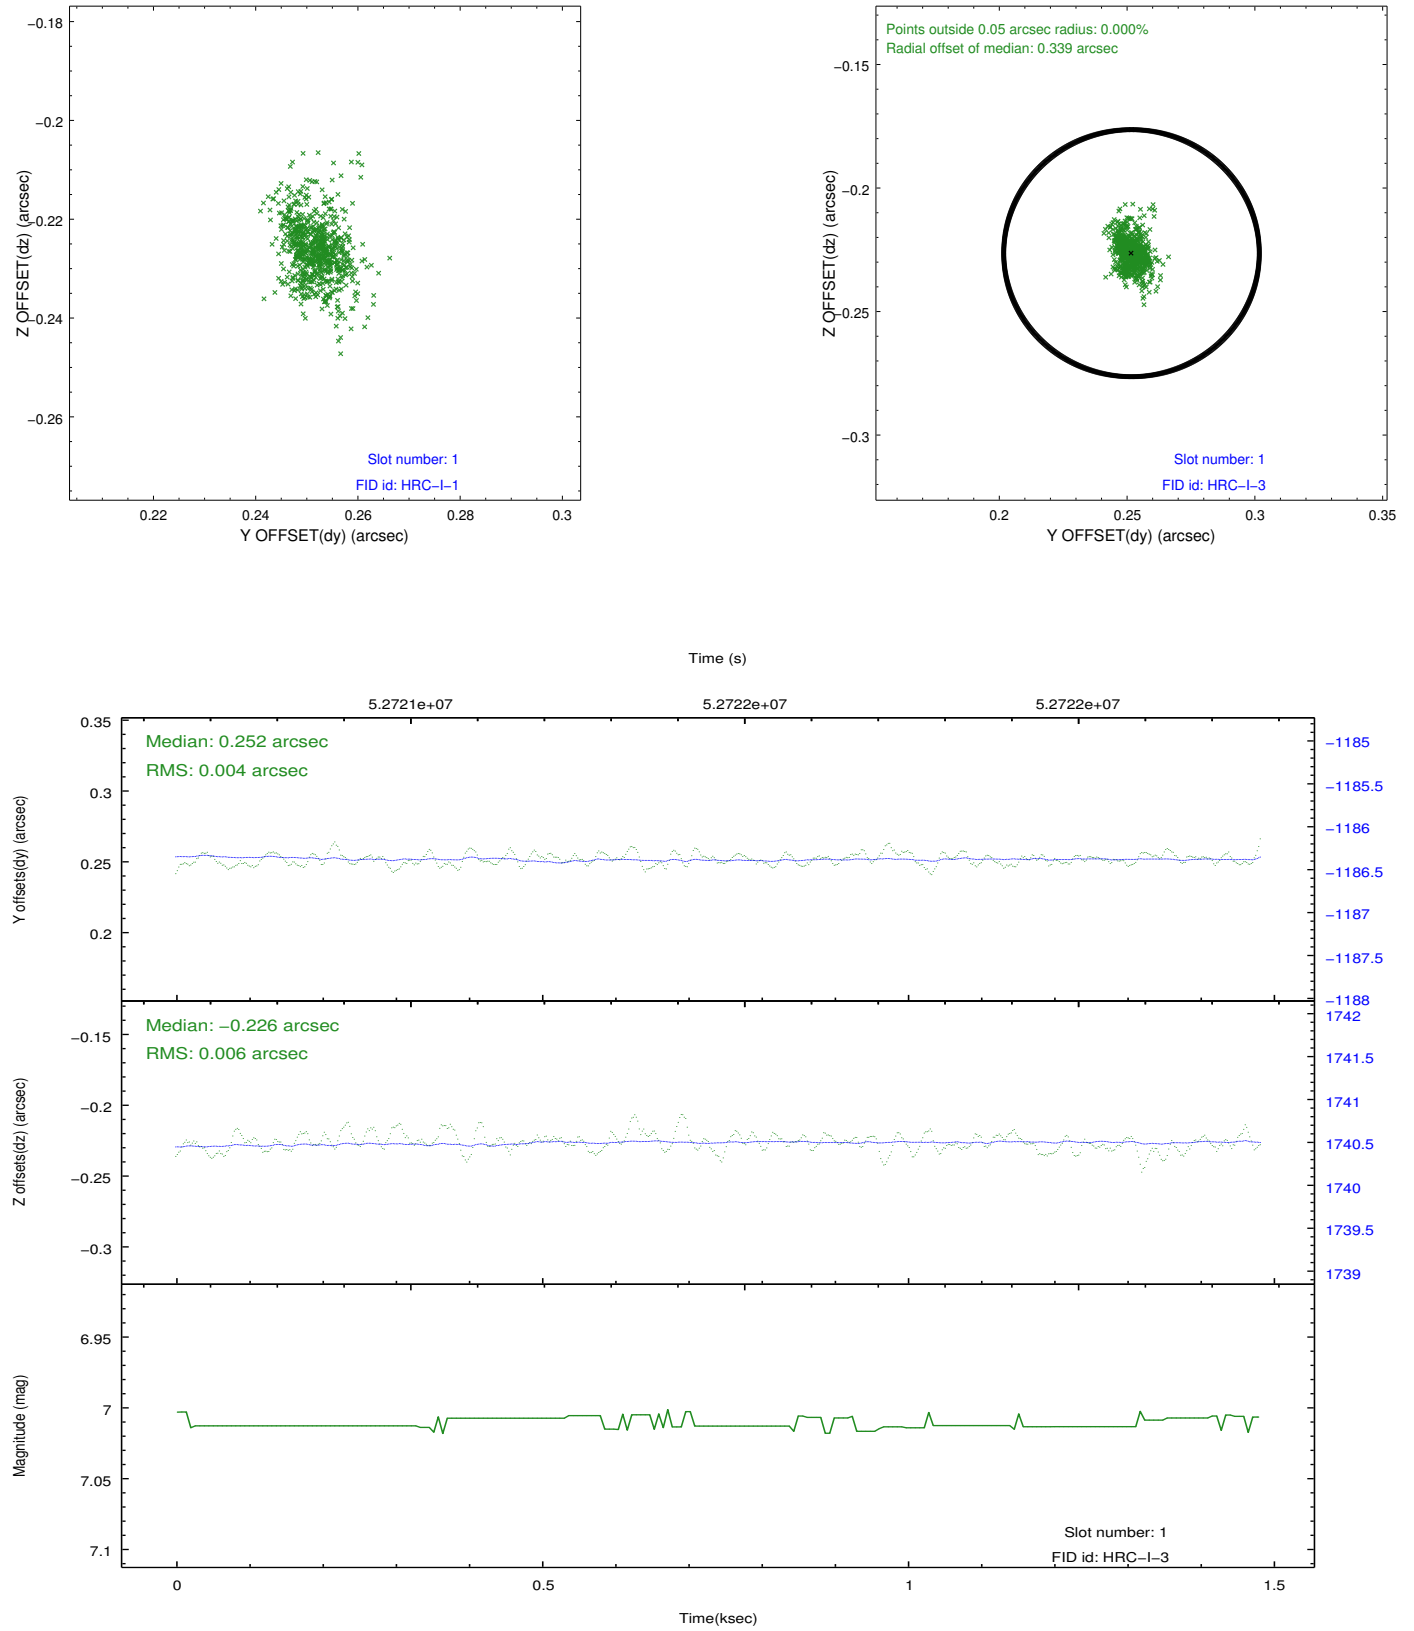 −0.18
−0.2
−0.22
−0.24
−0.26
Z OFFSET(dz) (arcsec)
Slot number: 1
FID id: HRC−I−1
0.22
0.24
0.26
0.28
0.3
Y OFFSET(dy) (arcsec)
Points outside 0.05 arcsec radius: 0.000%
Radial offset of median: 0.339 arcsec
−0.15
−0.2
−0.25
−0.3
Z OFFSET(dz) (arcsec)
Slot number: 1
FID id: HRC−I−3
0.2
0.25
0.3
0.35
Y OFFSET(dy) (arcsec)
Time (s)
5.2721e+07
5.2722e+07
5.2722e+07
0.35
0.3
0.25
0.2
Y offsets(dy) (arcsec)
Median: 0.252 arcsec
RMS: 0.004 arcsec
−1185
−1185.5
−1186
−1186.5
−1187
−1187.5
−1188
−0.15
−0.2
−0.25
−0.3
Z offsets(dz) (arcsec)
Median: −0.226 arcsec
RMS: 0.006 arcsec
1742
1741.5
1741
1740.5
1740
1739.5
1739
6.95
7
7.05
7.1
Magnitude (mag)
Slot number: 1
FID id: HRC−I−3
0
0.5
1
1.5
Time(ksec)